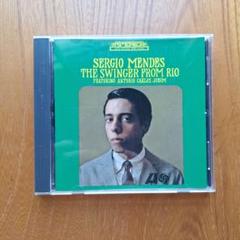 SERGIO MENDES
THE SWINGER FROM RIO
FEATURING ANTONIO CARLOS JOBIM